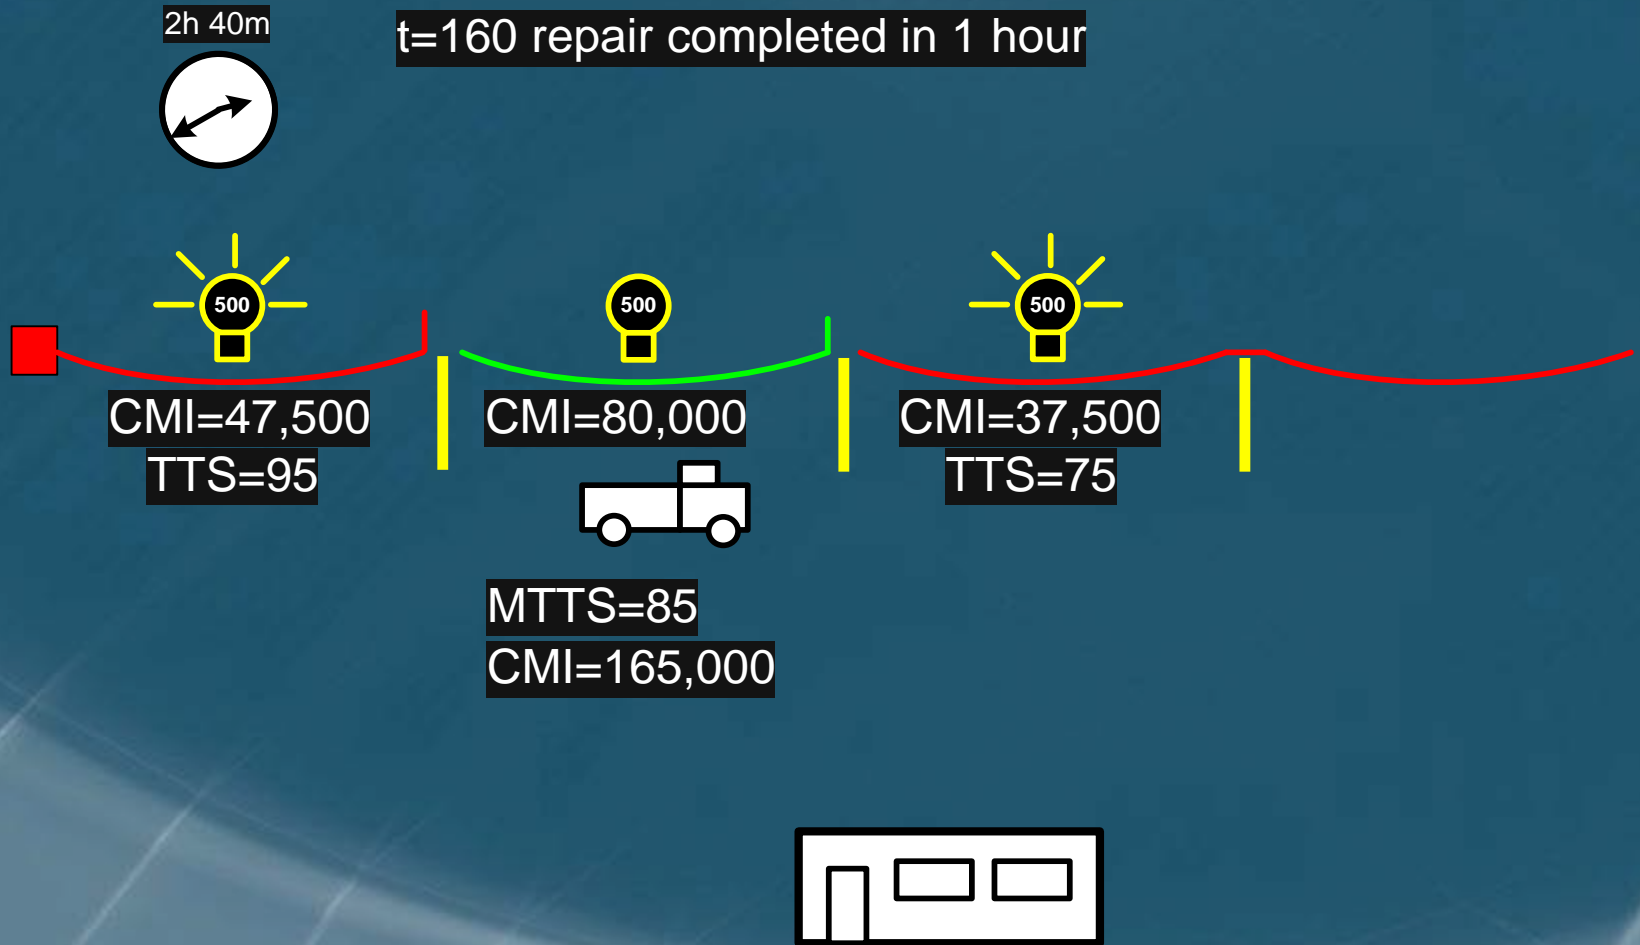 2h 40m
t=160 repair completed in 1 hour
500
500
500
CMI=47,500
TTS=95
CMI=80,000
CMI=37,500
TTS=75
MTTS=85
CMI=165,000